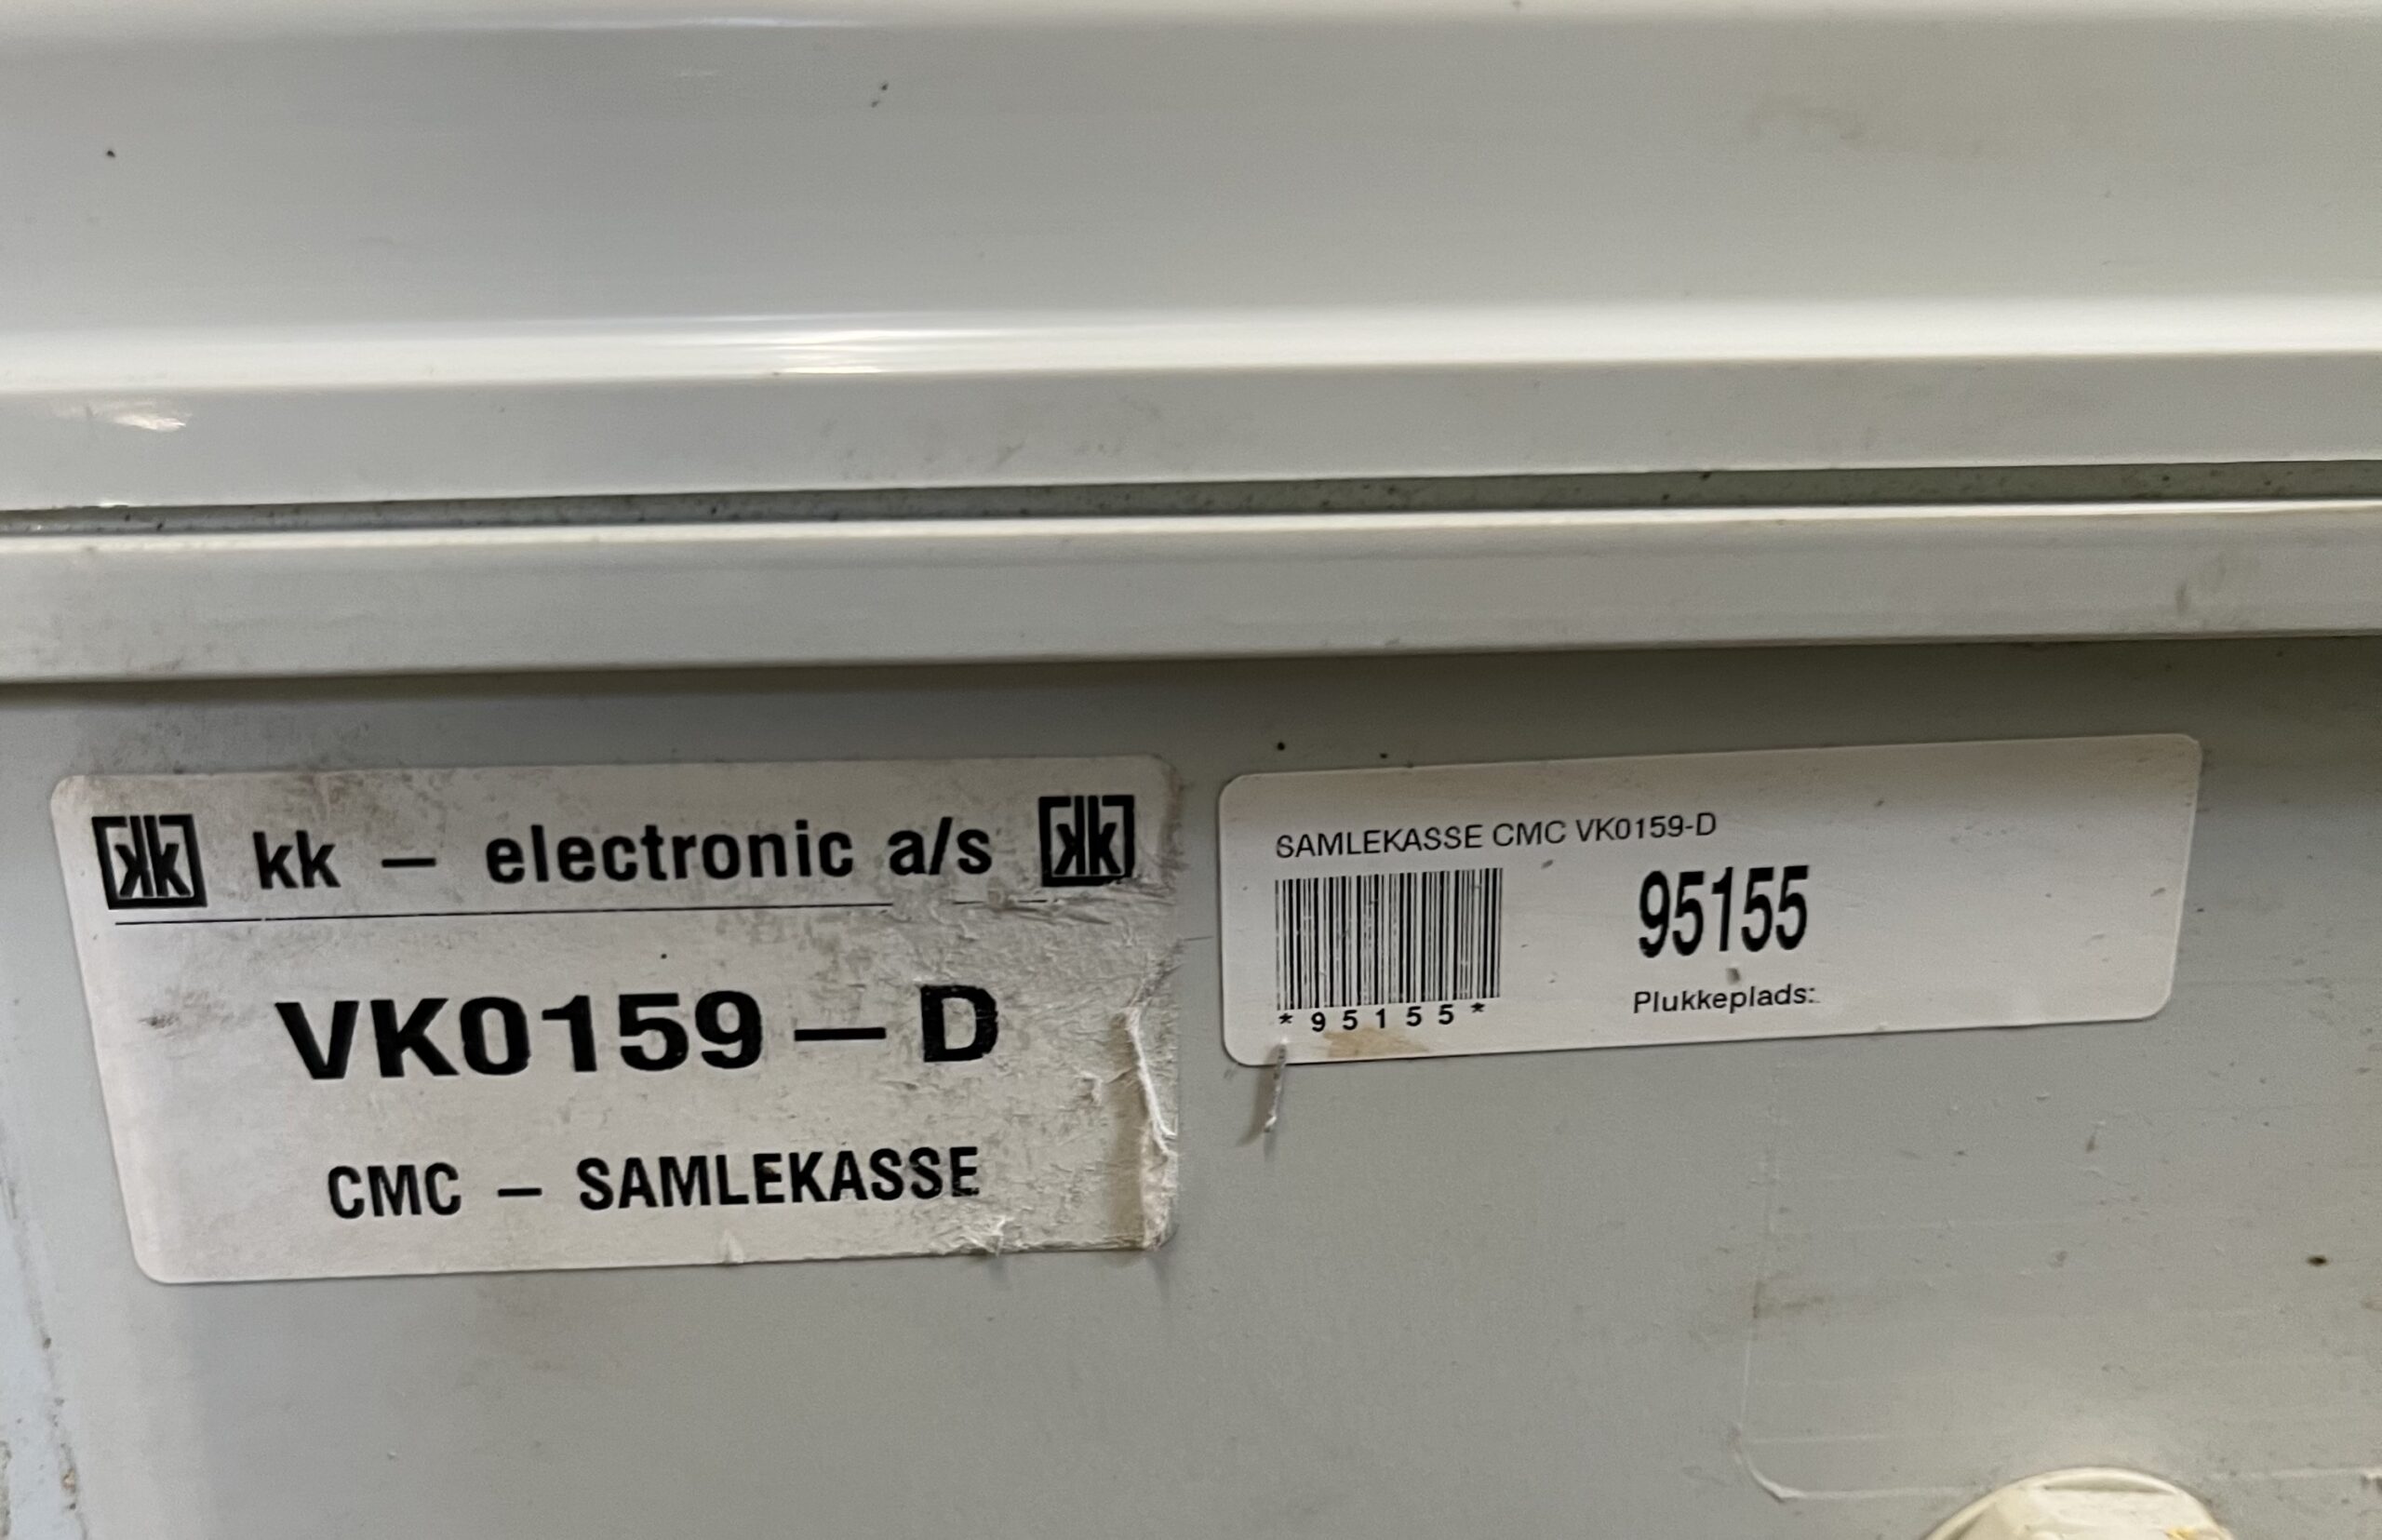 kk kk – electronic a/s kk
VK0159 – D
CMC – SAMLEKASSE
SAMLEKASSE CMC VK0159-D
95155
*95155*
Plukkeplads: